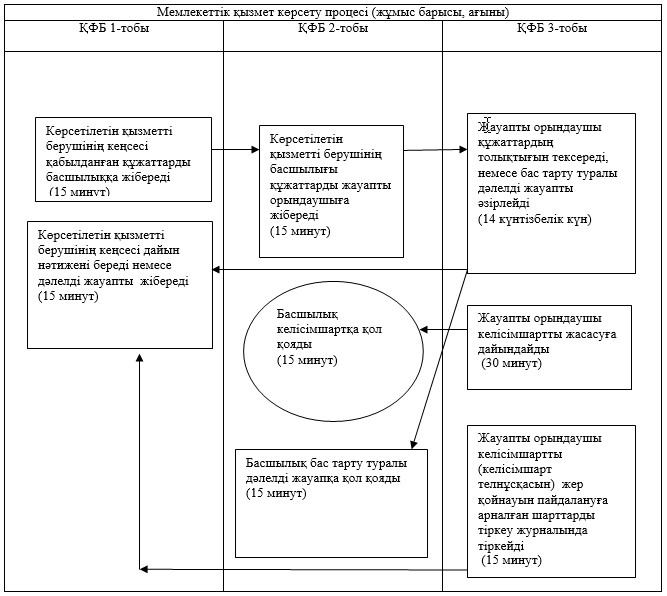 Мемлекеттік қызмет көрсету процесі (жұмыс барысы, ағыны)
ҚФБ 1-тобы
ҚФБ 2-тобы
ҚФБ 3-тобы
Көрсетілетін қызметті
берушінің кеңсесі
қабылданған құжаттарды
басшылыққа жібереді
(15 минут)
Көрсетілетін
қызметті берушінің
басшылығы
құжаттарды жауапты
орындаушыға
жібереді
(15 минут)
Жауапты орындаушы
құжаттардың
толықтығын тексереді,
немесе бас тарту туралы
дәлелді жауапты
әзірлейді
(14 күнтізбелік күн)
Көрсетілетін қызметті
берушінің кеңсесі дайын
нәтижені береді немесе
дәлелді жауапты жібереді
(15 минут)
Басшылық
келісімшартқа қол
қояды
(15 минут)
Жауапты орындаушы
келісімшартты жасасуға
дайындайды
(30 минут)
Басшылық бас тарту туралы
дәлелді жауапқа қол қояды
(15 минут)
Жауапты орындаушы
келісімшартты
(келісімшарт
телнұсқасын) жер
қойнауын пайдалануға
арналған шарттарды
тіркеу журналында
тіркейді
(15 минут)